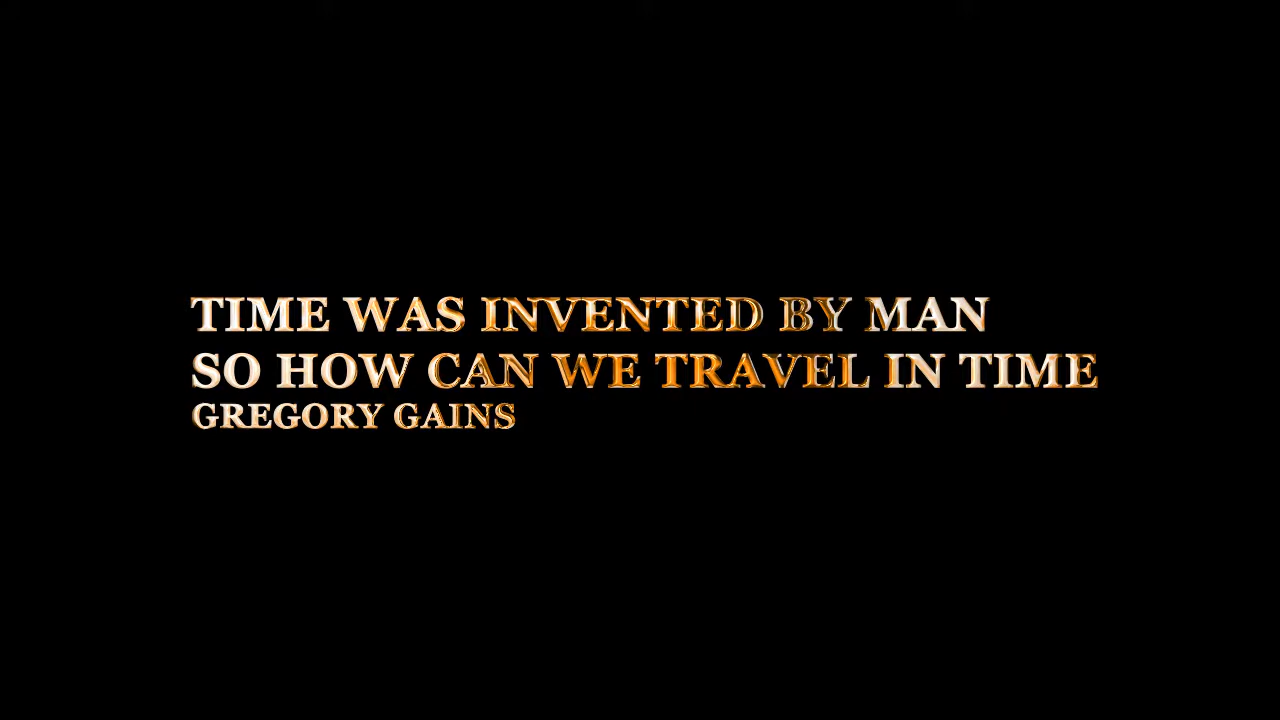 TIME WAS INVENTED BY MAN
SO HOW CAN WE TRAVEL IN TIME
GREGORY GAINS